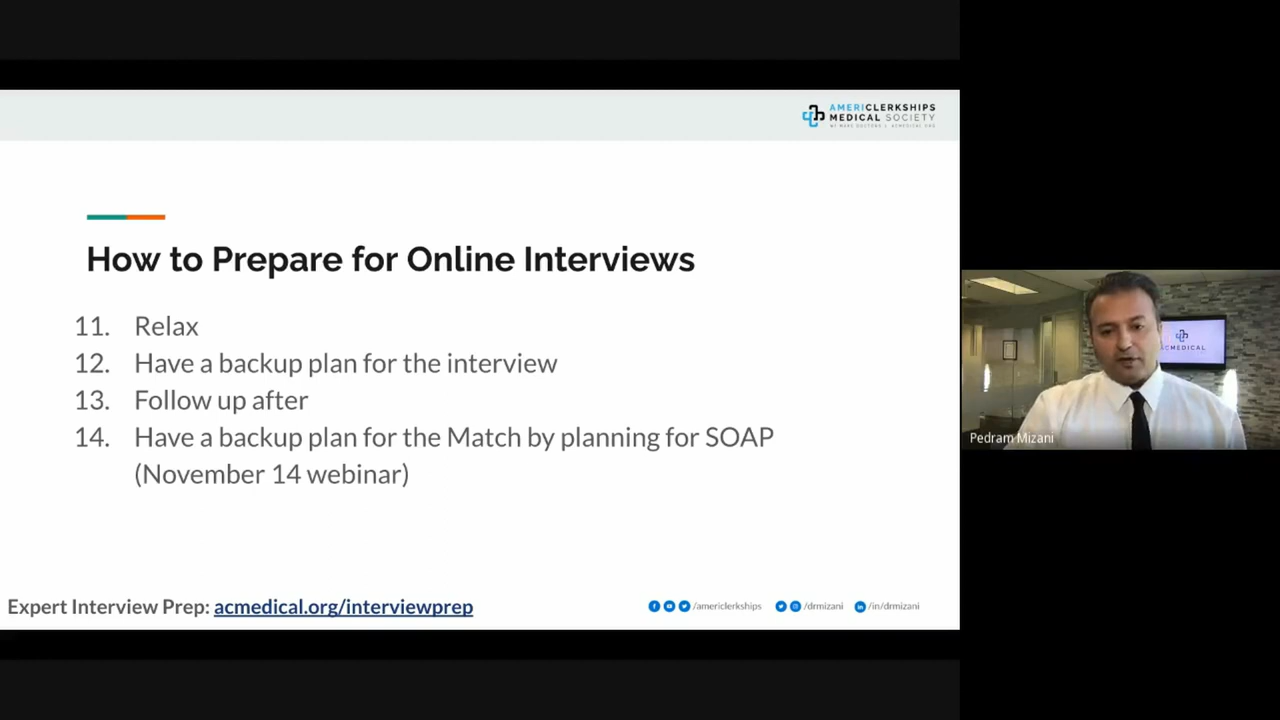 AMERICLERKSHIPS
MEDICAL SOCIETY
How to Prepare for Online Interviews
11. Relax
12. Have a backup plan for the interview
13. Follow up after
14. Have a backup plan for the Match by planning for SOAP
(November 14 webinar)
Expert Interview Prep: acmedical.org/interviewprep
/americlerkships
/drmizani
/in/drmizani
ACMEDICAL
Pedram Mizani